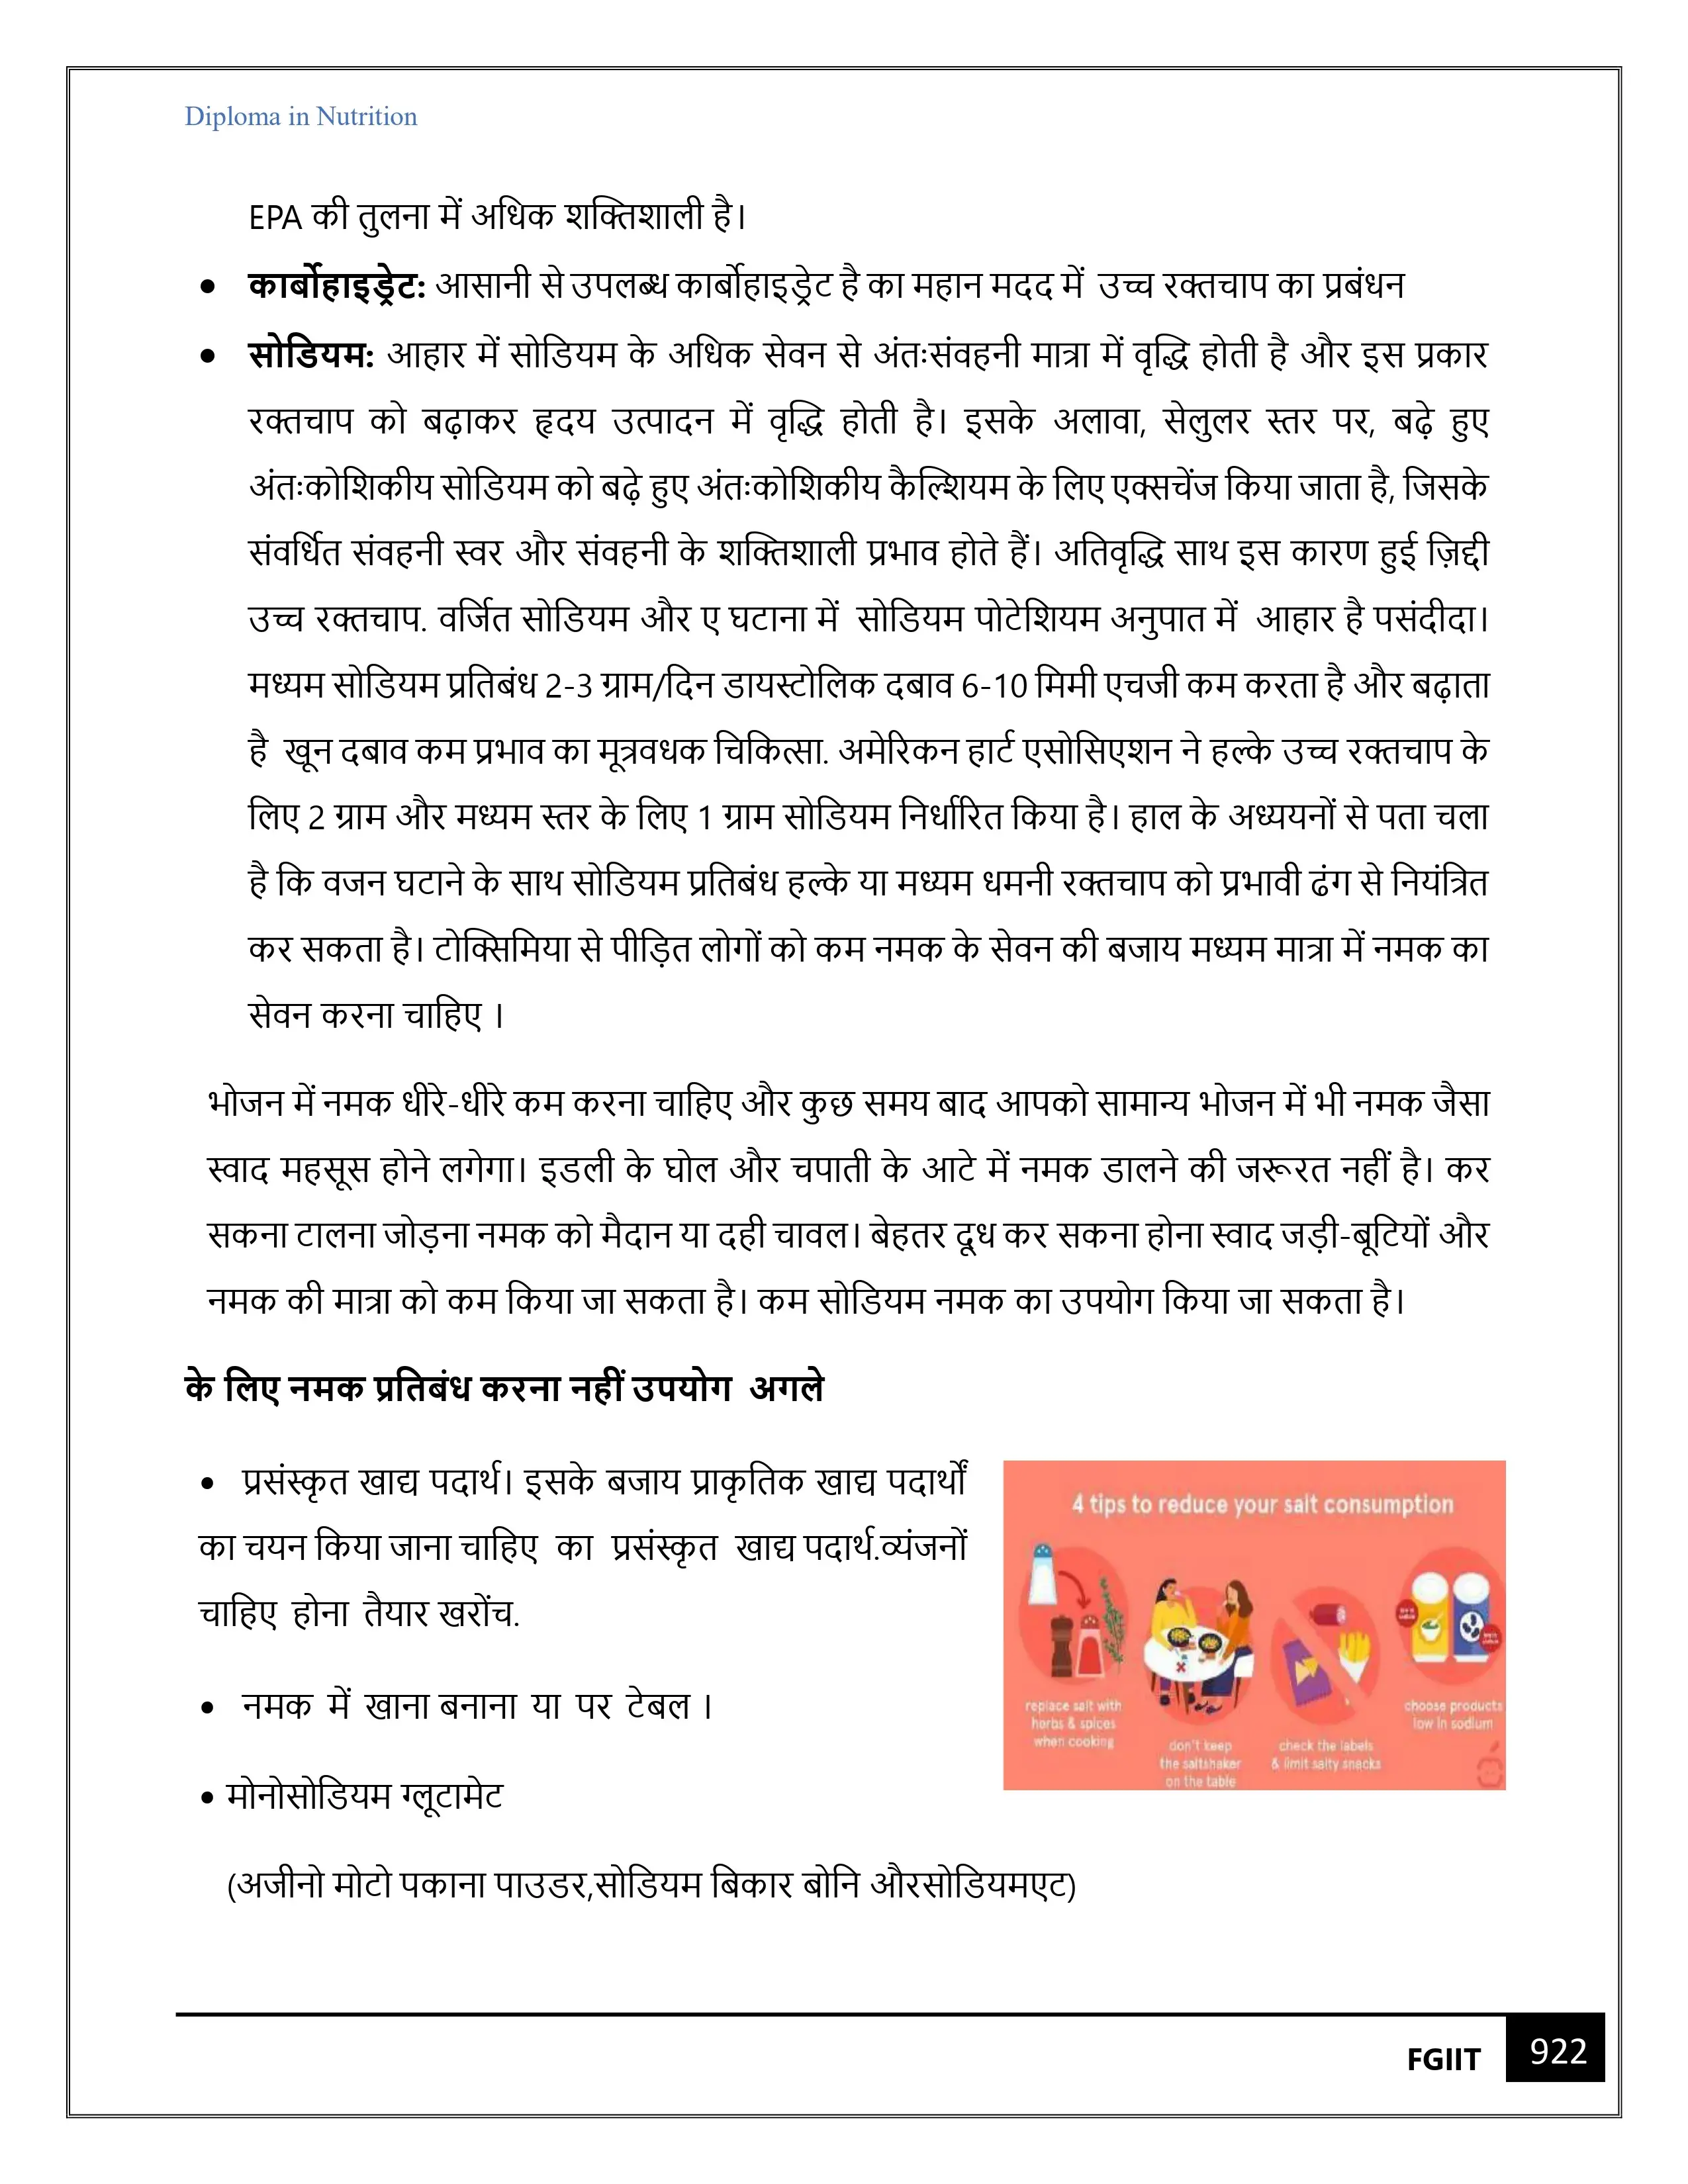 Diploma in Nutrition
EPA की तुलना में अधिक शक्तिशाली है।
• कार्बोहाइड्रेट: आसानी से उपलब्ध कार्बोहाइड्रेट है का महान मदद में उच्च रक्तचाप का प्रबंधन
• सोडियम: आहार में सोडियम के अधिक सेवन से अंतःसंवहनी मात्रा में वृद्धि होती है और इस प्रकार
रक्तचाप को बढ़ाकर हृदय उत्पादन में वृद्धि होती है। इसके अलावा, सेलुलर स्तर पर, बढ़े हुए
अंतःकोशिकीय सोडियम को बढ़े हुए अंतःकोशिकीय कैल्शियम के लिए एक्सचेंज किया जाता है, जिसके
संवर्धित संवहनी स्वर और संवहनी के शक्तिशाली प्रभाव होते हैं। अतिवृद्धि साथ इस कारण हुई ज़िद्दी
उच्च रक्तचाप. वर्जित सोडियम और ए घटाना में सोडियम पोटेशियम अनुपात में आहार है पसंदीदा।
मध्यम सोडियम प्रतिबंध 2-3 ग्राम/दिन डायस्टोलिक दबाव 6-10 मिमी एचजी कम करता है और बढ़ाता
है खून दबाव कम प्रभाव का मूत्रवधक चिकित्सा. अमेरिकन हार्ट एसोसिएशन ने हल्के उच्च रक्तचाप के
लिए 2 ग्राम और मध्यम स्तर के लिए 1 ग्राम सोडियम निर्धारित किया है। हाल के अध्ययनों से पता चला
है कि वजन घटाने के साथ सोडियम प्रतिबंध हल्के या मध्यम धमनी रक्तचाप को प्रभावी ढंग से नियंत्रित
कर सकता है। टोक्सिमिया से पीड़ित लोगों को कम नमक के सेवन की बजाय मध्यम मात्रा में नमक का
सेवन करना चाहिए ।
भोजन में नमक धीरे-धीरे कम करना चाहिए और कुछ समय बाद आपको सामान्य भोजन में भी नमक जैसा
स्वाद महसूस होने लगेगा। इडली के घोल और चपाती के आटे में नमक डालने की जरूरत नहीं है। कर
सकना टालना जोड़ना नमक को मैदान या दही चावल। बेहतर दूध कर सकना होना स्वाद जड़ी-बूटियों और
नमक की मात्रा को कम किया जा सकता है। कम सोडियम नमक का उपयोग किया जा सकता है।
के लिए नमक प्रतिबंध करना नहीं उपयोग अगले
• प्रसंस्कृत खाद्य पदार्थ। इसके बजाय प्राकृतिक खाद्य पदार्थों
का चयन किया जाना चाहिए का प्रसंस्कृत खाद्य पदार्थ.व्यंजनों
चाहिए होना तैयार खरोंच.
• नमक में खाना बनाना या पर टेबल ।
• मोनोसोडियम ग्लूटामेट
(अजीनो मोटो पकाना पाउडर,सोडियम बिकार बोनि औरसोडियमएट)
4 tips to reduce your salt consumption
replace salt with
herbs & spices
when cooking
don't keep
the saltshaker
on the table
check the labels
& limit salty snacks
choose products
low in sodium
FGIIT 922